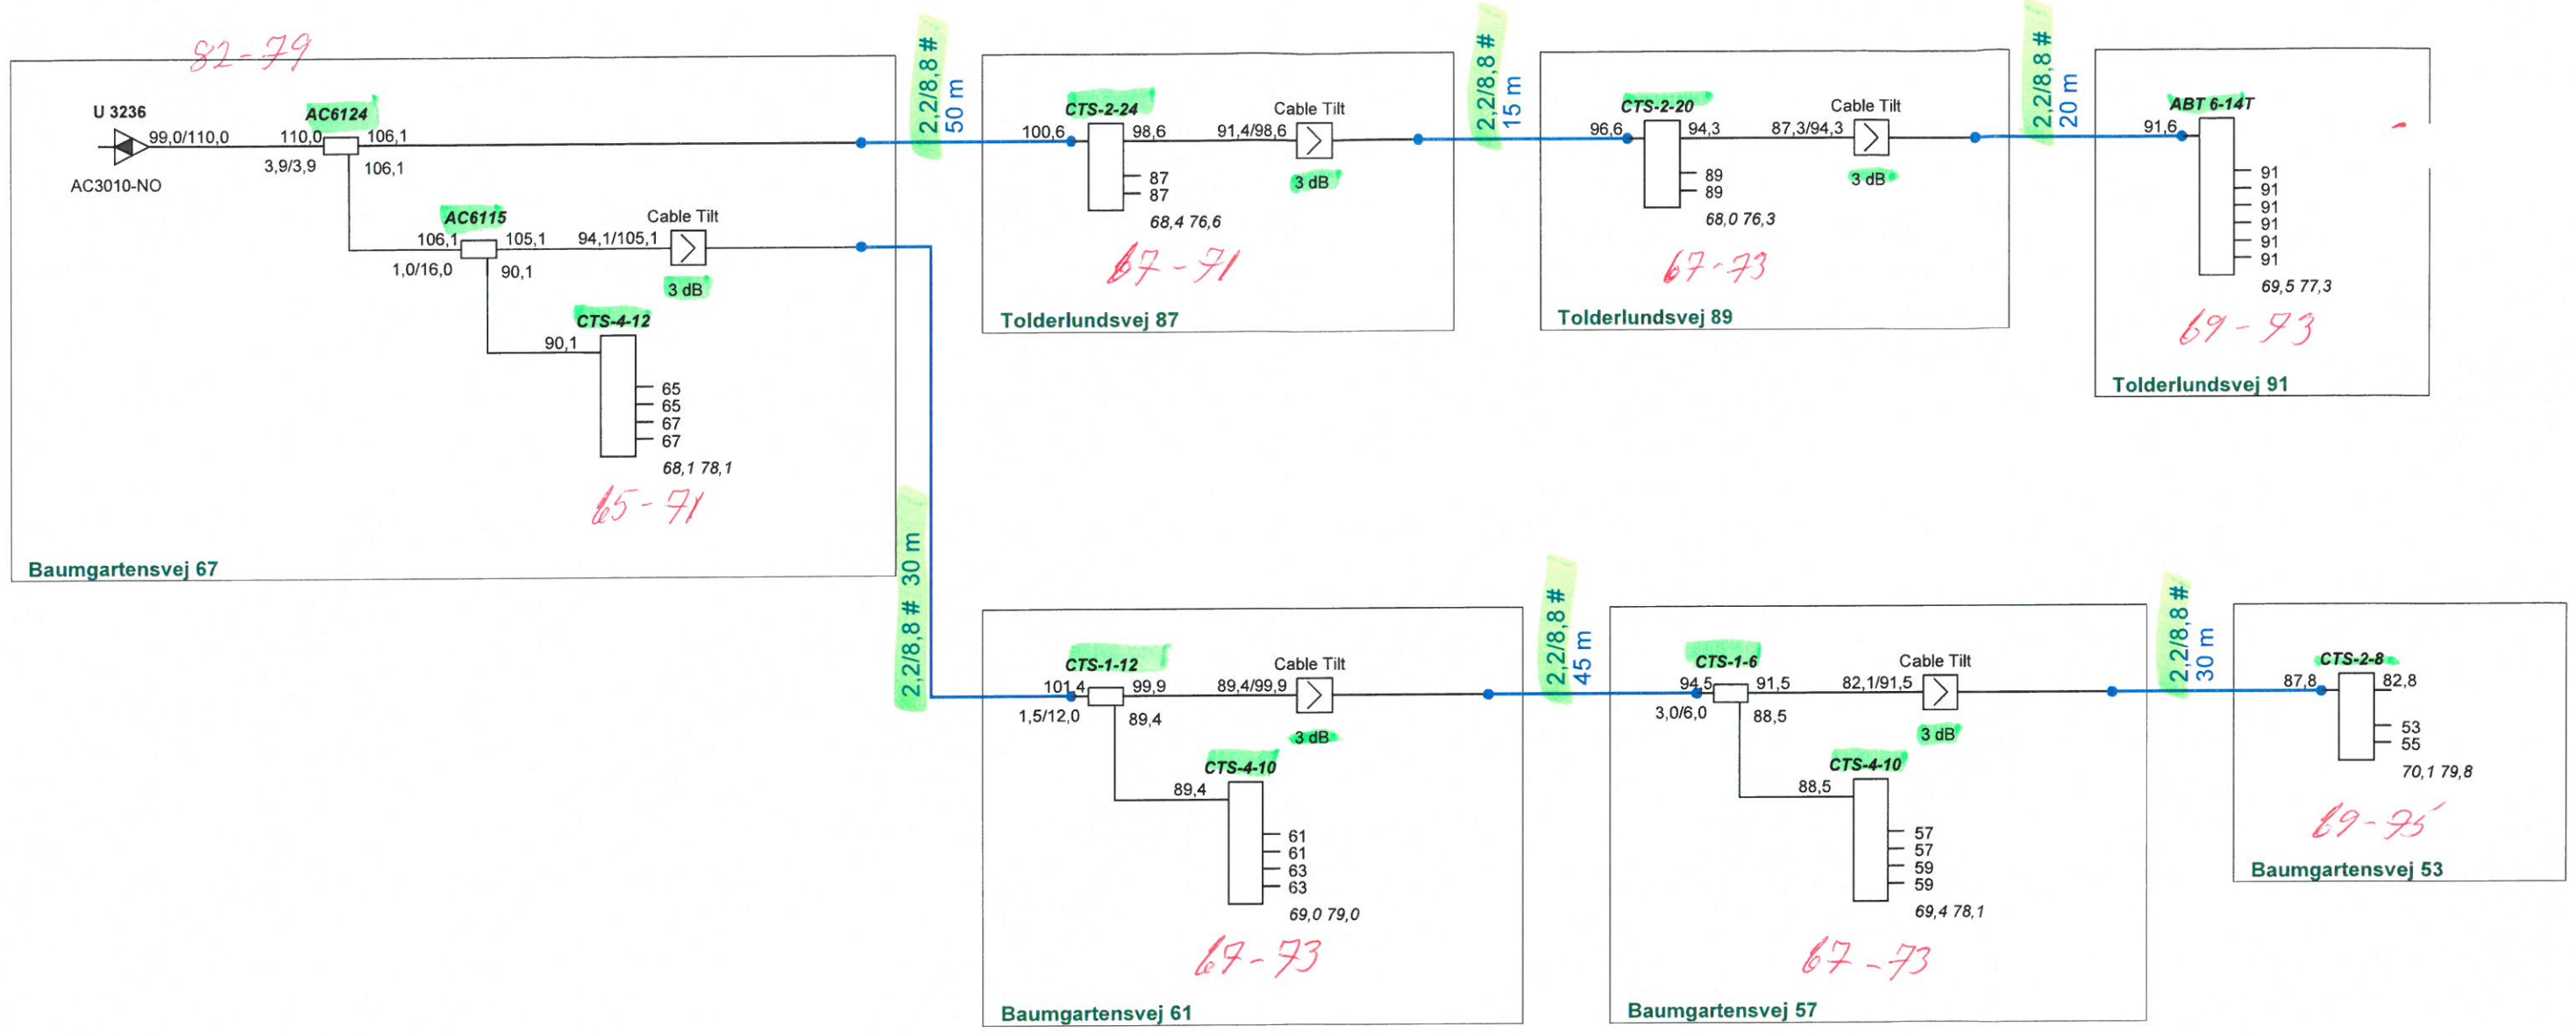 82-79
U 3236
AC3010-NO
99,0/110,0
AC6124
110,0 106,1
3,9/3,9 106,1
AC6115
106,1 105,1
1,0/16,0 90,1
94,1/105,1
Cable Tilt
3 dB
CTS-4-12
90,1
65
65
67
67
68,1 78,1
65-71
Baumgartensvej 67
2,2/8,8 #
50 m
CTS-2-24
100,6 98,6
87
87
68,4 76,6
67-71
91,4/98,6
Cable Tilt
3 dB
Tolderlundsvej 87
2,2/8,8 #
15 m
CTS-2-20
96,6 94,3
89
89
68,0 76,3
67-73
87,3/94,3
Cable Tilt
3 dB
Tolderlundsvej 89
2,2/8,8 #
20 m
ABT 6-14T
91,6
91
91
91
91
91
91
69,5 77,3
69-73
Tolderlundsvej 91
2,2/8,8 # 30 m
CTS-1-12
101,4 99,9
1,5/12,0 89,4
89,4/99,9
Cable Tilt
3 dB
CTS-4-10
89,4
61
61
63
63
69,0 79,0
67-73
Baumgartensvej 61
2,2/8,8 #
45 m
CTS-1-6
94,5 91,5
3,0/6,0 88,5
82,1/91,5
Cable Tilt
3 dB
CTS-4-10
88,5
57
57
59
59
69,4 78,1
67-73
Baumgartensvej 57
2,2/8,8 #
30 m
CTS-2-8
87,8 82,8
53
55
70,1 79,8
69-75
Baumgartensvej 53